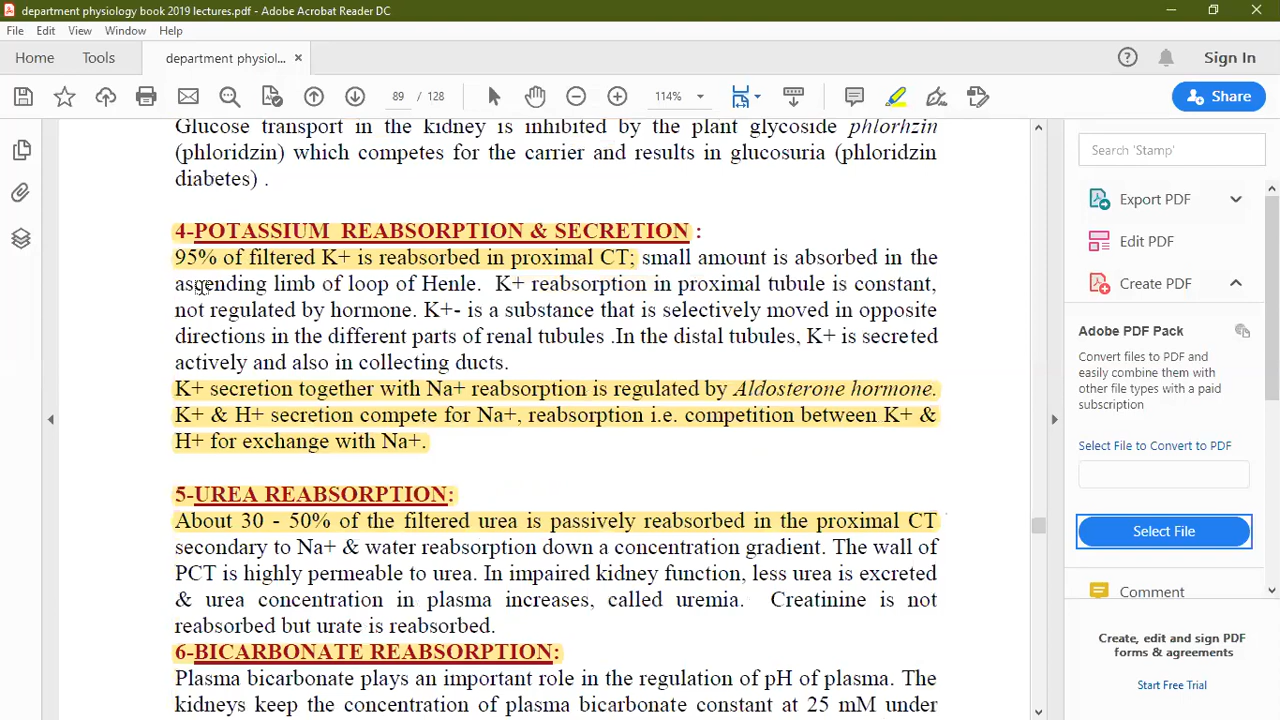 department physiology book 2019 lectures.pdf - Adobe Acrobat Reader DC
File Edit View Window Help
Home Tools department physiol... ×
Sign In
89 / 128 114% Share
Glucose transport in the kidney is inhibited by the plant glycoside phlorhzin
(phloridzin) which competes for the carrier and results in glucosuria (phloridzin
diabetes) .
4-POTASSIUM REABSORPTION & SECRETION :
95% of filtered K+ is reabsorbed in proximal CT; small amount is absorbed in the
ascending limb of loop of Henle. K+ reabsorption in proximal tubule is constant,
not regulated by hormone. K+- is a substance that is selectively moved in opposite
directions in the different parts of renal tubules .In the distal tubules, K+ is secreted
actively and also in collecting ducts.
K+ secretion together with Na+ reabsorption is regulated by Aldosterone hormone.
K+ & H+ secretion compete for Na+, reabsorption i.e. competition between K+ &
H+ for exchange with Na+.
5-UREA REABSORPTION:
About 30 - 50% of the filtered urea is passively reabsorbed in the proximal CT
secondary to Na+ & water reabsorption down a concentration gradient. The wall of
PCT is highly permeable to urea. In impaired kidney function, less urea is excreted
& urea concentration in plasma increases, called uremia. Creatinine is not
reabsorbed but urate is reabsorbed.
6-BICARBONATE REABSORPTION:
Plasma bicarbonate plays an important role in the regulation of pH of plasma. The
kidneys keep the concentration of plasma bicarbonate constant at 25 mM under
Search 'Stamp'
Export PDF
Edit PDF
Create PDF
Adobe PDF Pack
Convert files to PDF and
easily combine them with
other file types with a paid
subscription
Select File to Convert to PDF
Select File
Comment
Create, edit and sign PDF
forms & agreements
Start Free Trial